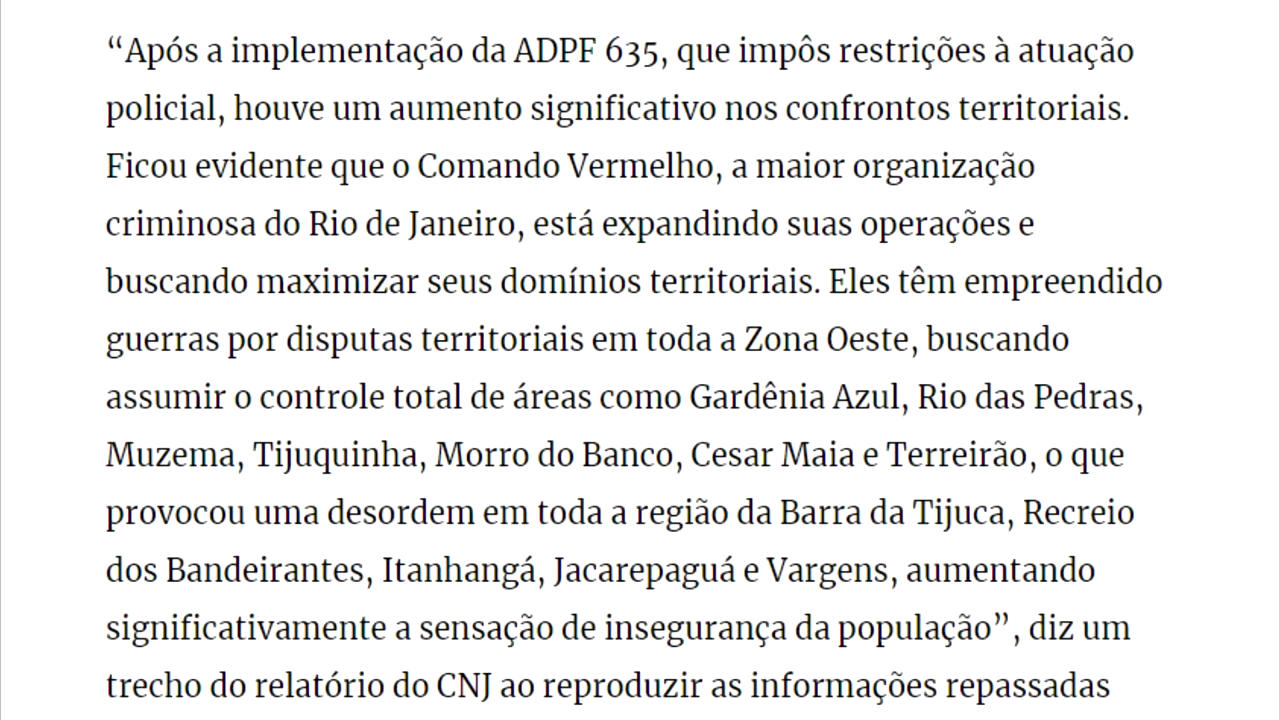 “Após a implementação da ADPF 635, que impôs restrições à atuação
policial, houve um aumento significativo nos confrontos territoriais.
Ficou evidente que o Comando Vermelho, a maior organização
criminosa do Rio de Janeiro, está expandindo suas operações e
buscando maximizar seus domínios territoriais. Eles têm empreendido
guerras por disputas territoriais em toda a Zona Oeste, buscando
assumir o controle total de áreas como Gardênia Azul, Rio das Pedras,
Muzema, Tijuquinha, Morro do Banco, Cesar Maia e Terreirão, o que
provocou uma desordem em toda a região da Barra da Tijuca, Recreio
dos Bandeirantes, Itanhangá, Jacarepaguá e Vargens, aumentando
significativamente a sensação de insegurança da população”, diz um
trecho do relatório do CNJ ao reproduzir as informações repassadas